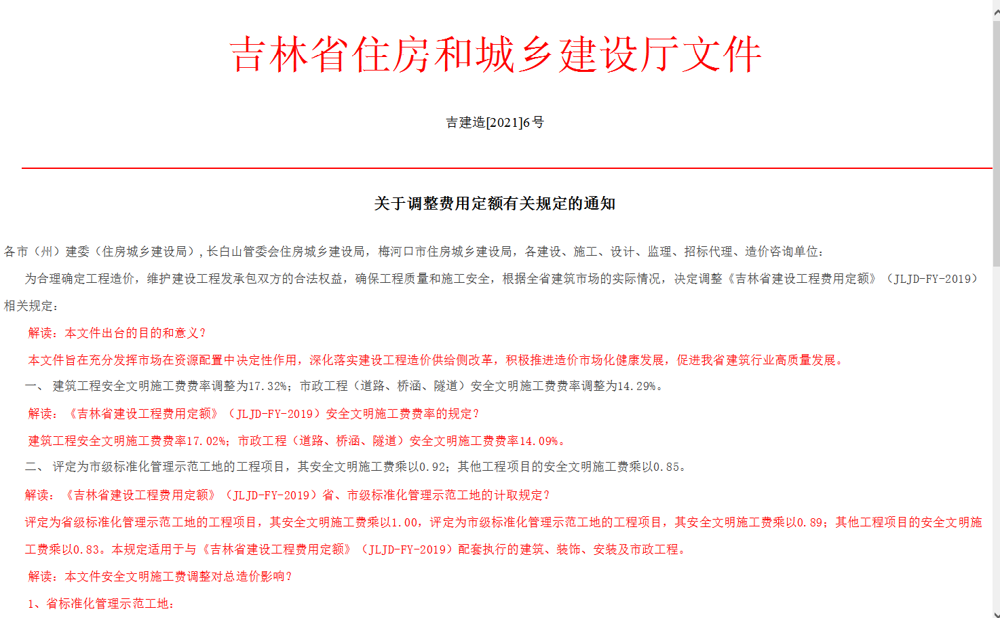 吉林省住房和城乡建设厅文件
吉建造[2021]6号
关于调整费用定额有关规定的通知
各市（州）建委（住房城乡建设局）,长白山管委会住房城乡建设局，梅河口市住房城乡建设局，各建设、施工、设计、监理、招标代理、造价咨询单位：
为合理确定工程造价，维护建设工程发承包双方的合法权益，确保工程质量和施工安全，根据全省建筑市场的实际情况，决定调整《吉林省建设工程费用定额》（JLJD-FY-2019）
相关规定：
解读：本文件出台的目的和意义？
本文件旨在充分发挥市场在资源配置中决定性作用，深化落实建设工程造价供给侧改革，积极推进造价市场化健康发展，促进我省建筑行业高质量发展。
一、 建筑工程安全文明施工费费率调整为17.32%；市政工程（道路、桥涵、隧道）安全文明施工费费率调整为14.29%。
解读：《吉林省建设工程费用定额》（JLJD-FY-2019）安全文明施工费费率的规定？
建筑工程安全文明施工费费率17.02%；市政工程（道路、桥涵、隧道）安全文明施工费费率14.09%。
二、 评定为市级标准化管理示范工地的工程项目，其安全文明施工费乘以0.92；其他工程项目的安全文明施工费乘以0.85。
解读：《吉林省建设工程费用定额》（JLJD-FY-2019）省、市级标准化管理示范工地的计取规定？
评定为省级标准化管理示范工地的工程项目，其安全文明施工费乘以1.00，评定为市级标准化管理示范工地的工程项目，其安全文明施工费乘以0.89；其他工程项目的安全文明施
工费乘以0.83。本规定适用于与《吉林省建设工程费用定额》（JLJD-FY-2019）配套执行的建筑、装饰、安装及市政工程。
解读：本文件安全文明施工费调整对总造价影响？
1、省标准化管理示范工地：